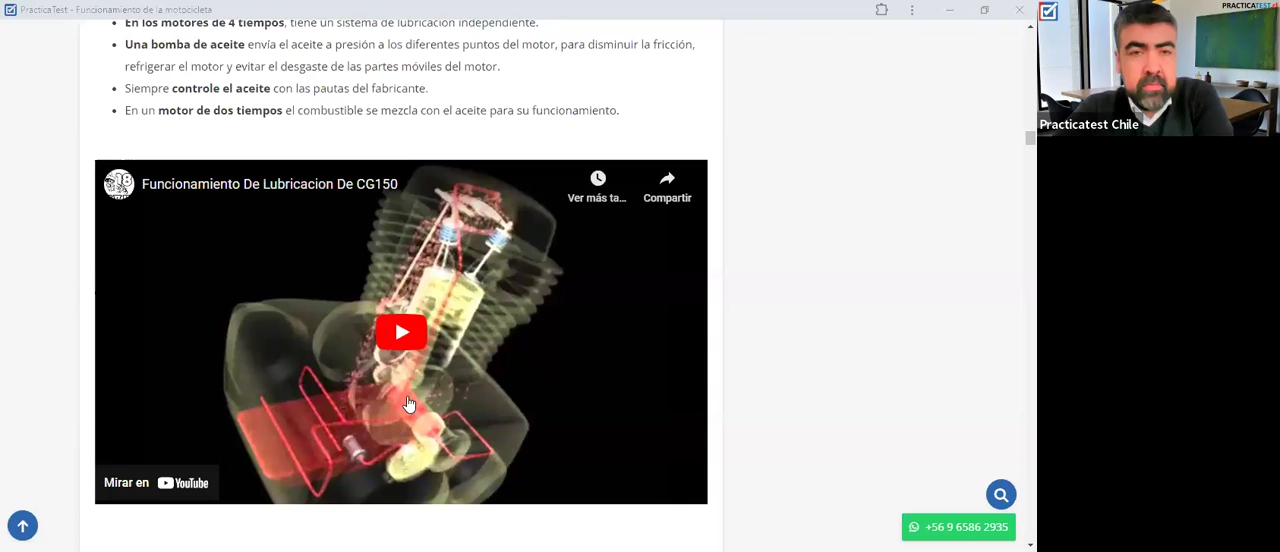 PracticaTest - Funcionamiento de la motocicleta
En los motores de 4 tiempos, tiene un sistema de lubricación independiente.
Una bomba de aceite envía el aceite a presión a los diferentes puntos del motor, para disminuir la fricción,
refrigerar el motor y evitar el desgaste de las partes móviles del motor.
Siempre controle el aceite con las pautas del fabricante.
En un motor de dos tiempos el combustible se mezcla con el aceite para su funcionamiento.
Funcionamiento De Lubricacion De CG150
Ver más ta...
Compartir
Mirar en YouTube
+56 9 6586 2935
PRACTICATEST.cl
Practicatest Chile